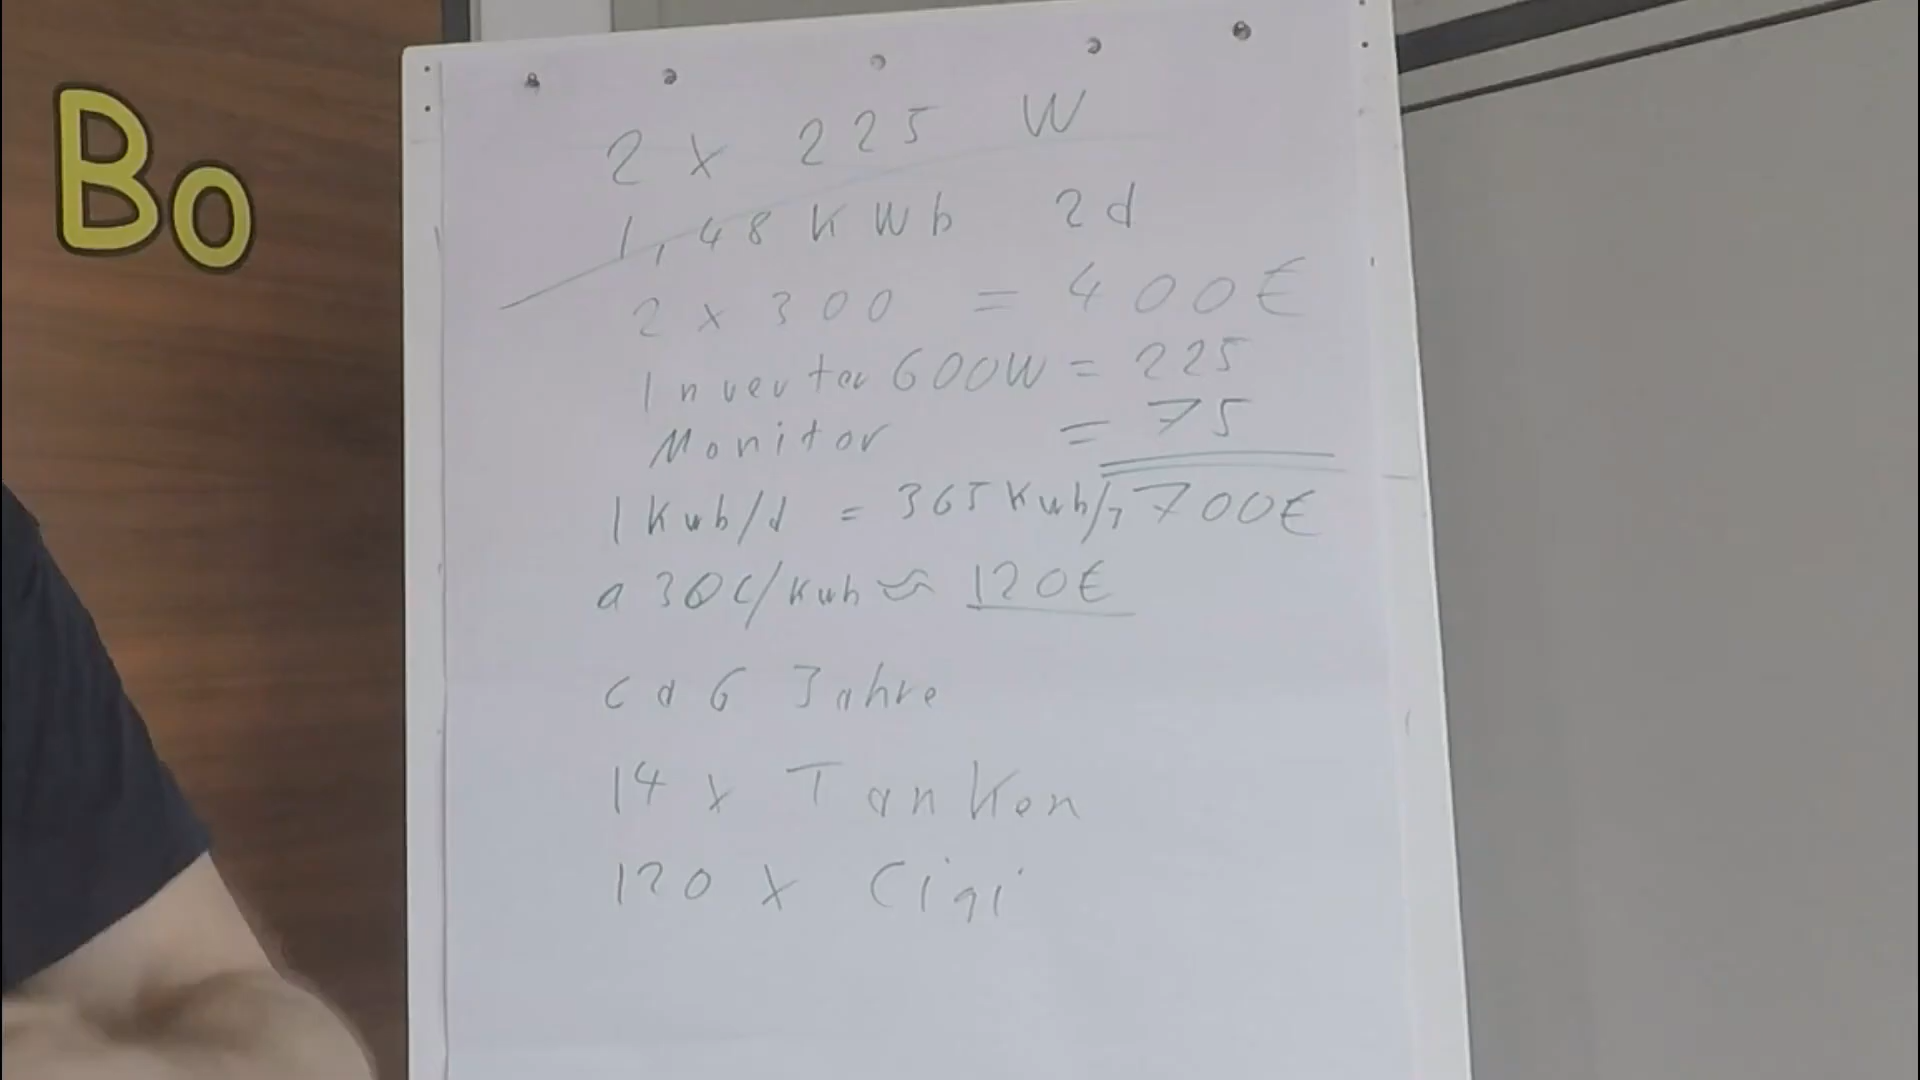 Bo
2 x 225 W
1,48 KWh 2d
2 x 300 = 400€
Inverter 600W = 225
Monitor = 75
1 Kwh/d = 365 Kwh/J 700€
a 30C/Kwh ≈ 120€
ca 6 Jahre
14 x Tanken
120 x Cigi